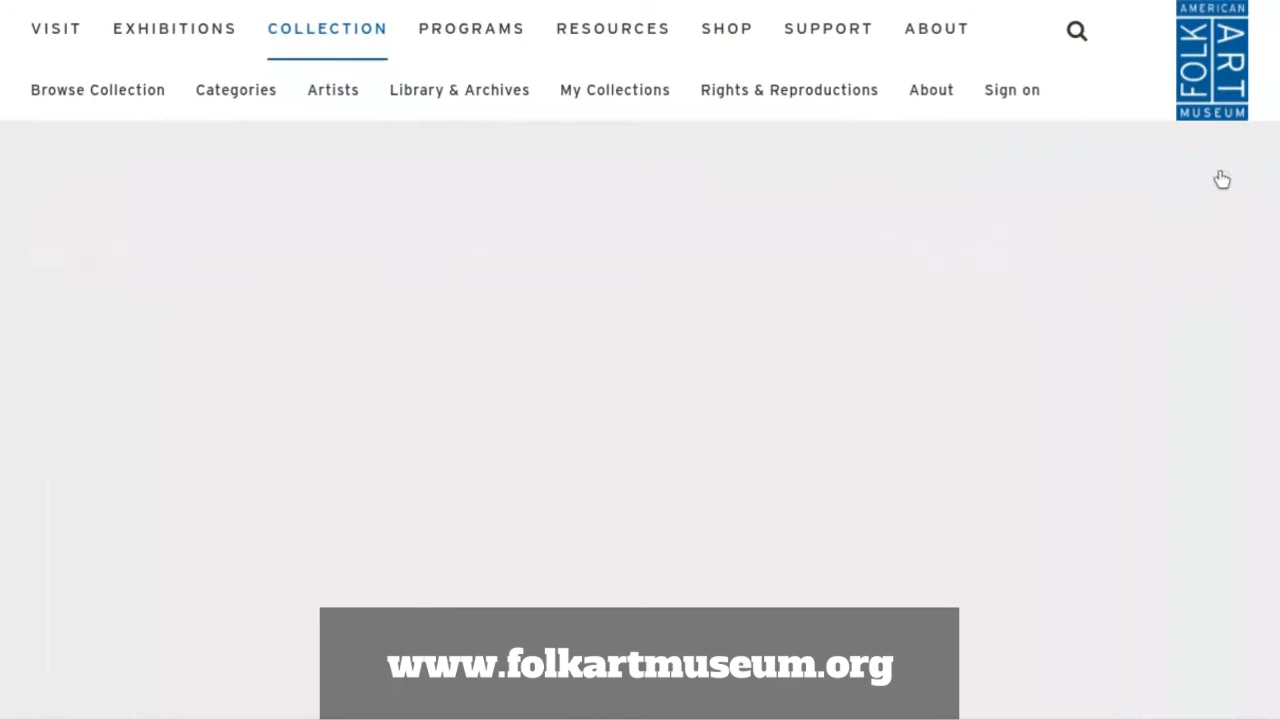 VISIT EXHIBITIONS COLLECTION PROGRAMS RESOURCES SHOP SUPPORT ABOUT
AMERICAN
FOLK ART
MUSEUM
Browse Collection Categories Artists Library & Archives My Collections Rights & Reproductions About Sign on
www.folkartmuseum.org